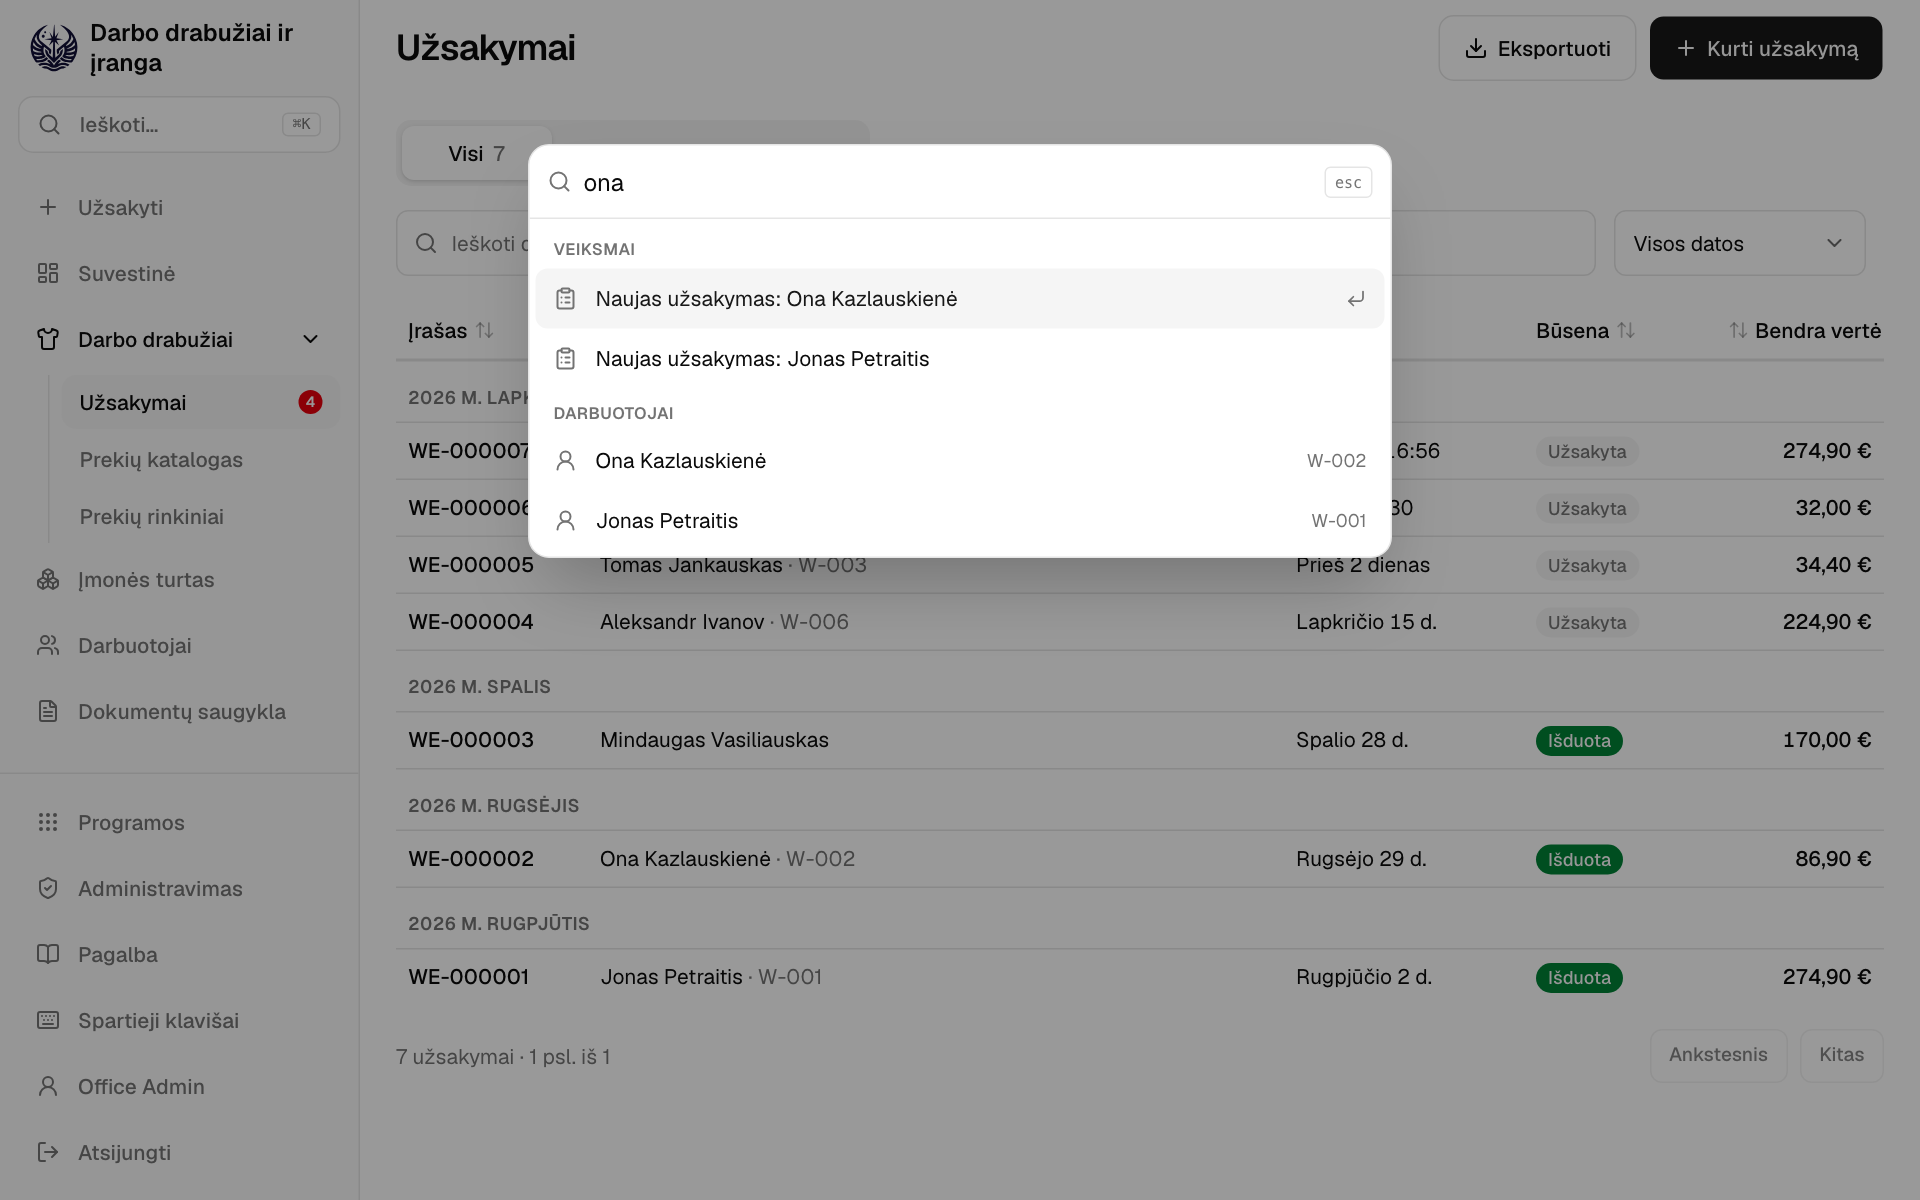 Darbo drabužiai ir
įranga
Ieškoti...
⌘K
Užsakyti
Suvestinė
Darbo drabužiai
Užsakymai
4
Prekių katalogas
Prekių rinkiniai
Įmonės turtas
Darbuotojai
Dokumentų saugykla
Programos
Administravimas
Pagalba
Spartieji klavišai
Office Admin
Atsijungti
Užsakymai
Eksportuoti
Kurti užsakymą
Visi 7
ona
esc
VEIKSMAI
Naujas užsakymas: Ona Kazlauskienė
Naujas užsakymas: Jonas Petraitis
DARBUOTOJAI
Ona Kazlauskienė W-002
Jonas Petraitis W-001
Ieškoti
Visos datos
Įrašas Būsena Bendra vertė
2026 M.
WE-000007 16:56 Užsakyta 274,90 €
WE-000006 Užsakyta 32,00 €
WE-000005 Tomas Jankauskas · W-003 Prieš 2 dienas Užsakyta 34,40 €
WE-000004 Aleksandr Ivanov · W-006 Lapkričio 15 d. Užsakyta 224,90 €
2026 M. SPALIS
WE-000003 Mindaugas Vasiliauskas Spalio 28 d. Išduota 170,00 €
2026 M. RUGSĖJIS
WE-000002 Ona Kazlauskienė · W-002 Rugsėjo 29 d. Išduota 86,90 €
2026 M. RUGPJŪTIS
WE-000001 Jonas Petraitis · W-001 Rugpjūčio 2 d. Išduota 274,90 €
7 užsakymai · 1 psl. iš 1
Ankstesnis
Kitas